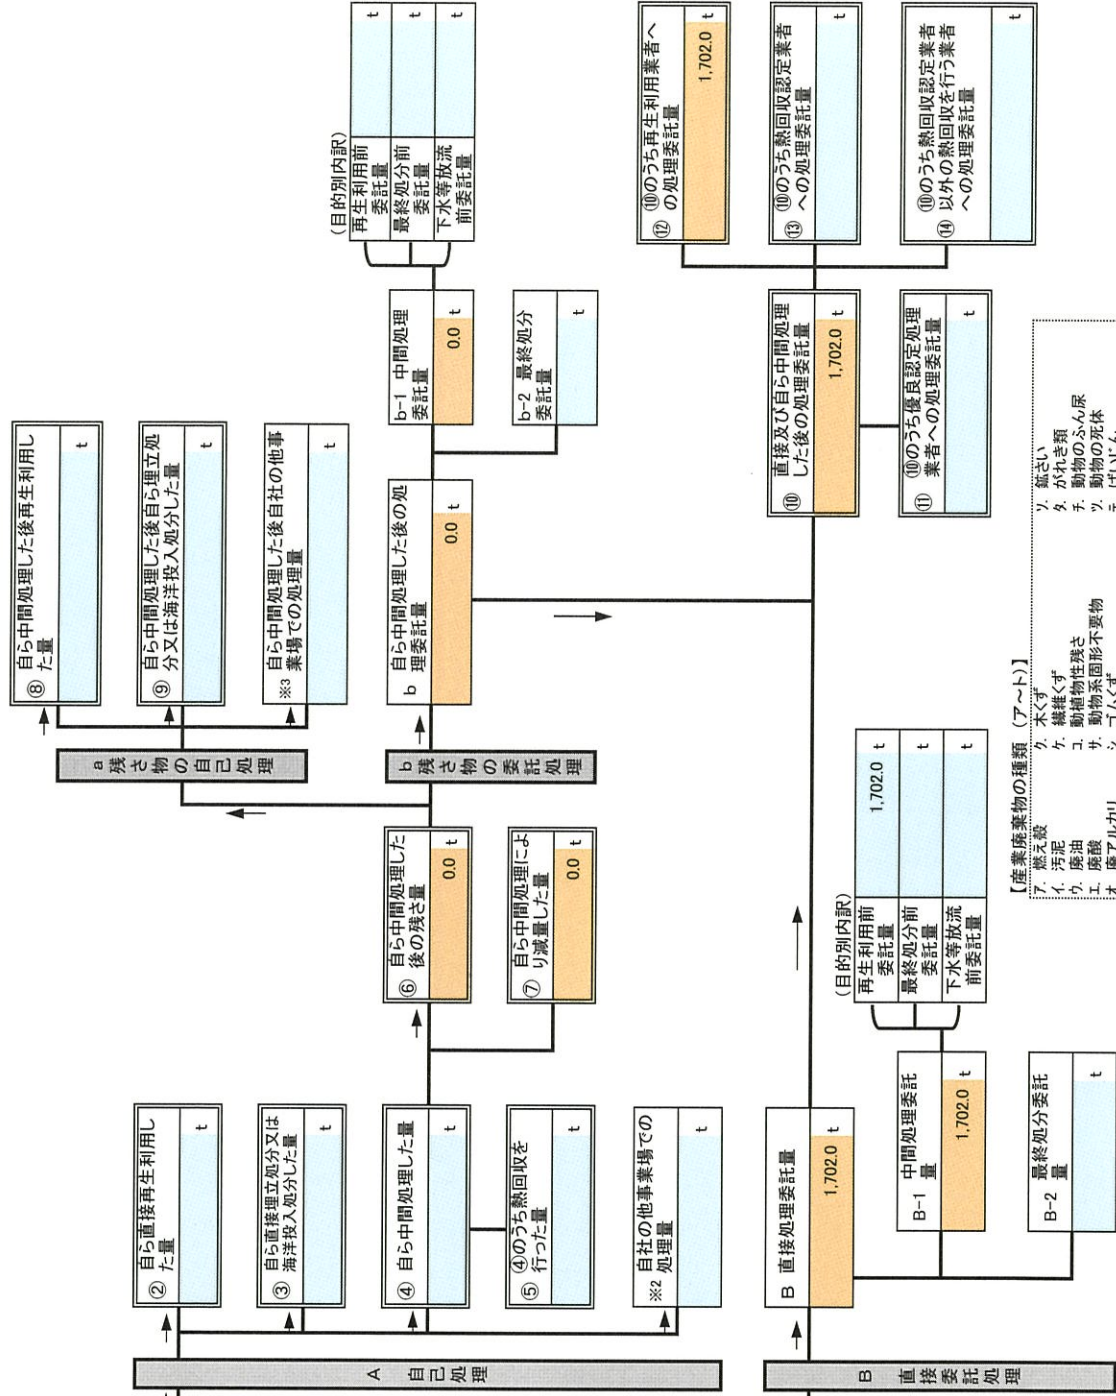 A 自己処理
② 自ら直接再生利用し
た量
t
③ 自ら直接埋立処分又は
海洋投入処分した量
t
④ 自ら中間処理した量
t
⑤ ④のうち熱回収を
行った量
t
※2 自社の他事業場での
処理量
t
⑥ 自ら中間処理した
後の残さ量
0.0 t
⑦ 自ら中間処理によ
り減量した量
0.0 t
a 残さ物の自己処理
⑧ 自ら中間処理した後再生利用し
た量
t
⑨ 自ら中間処理した後自ら埋立処
分又は海洋投入処分した量
t
※3 自ら中間処理した後自社の他事
業場での処理量
t
b 残さ物の委託処理
b 自ら中間処理した後の処
理委託量
0.0 t
b-1 中間処理
委託量
0.0 t
b-2 最終処分
委託量
t
(目的別内訳)
再生利用前
委託量
t
最終処分前
委託量
t
下水等放流
前委託量
t
B 直接委託処理
B 直接処理委託量
1,702.0 t
B-1 中間処理委託
量
1,702.0 t
B-2 最終処分委託
量
t
(目的別内訳)
再生利用前
委託量
1,702.0 t
最終処分前
委託量
t
下水等放流
前委託量
t
⑩ 直接及び自ら中間処理
した後の処理委託量
1,702.0 t
⑪ ⑩のうち優良認定処理
業者への処理委託量
t
⑫ ⑩のうち再生利用業者へ
の処理委託量
1,702.0 t
⑬ ⑩のうち熱回収認定業者
への処理委託量
t
⑭ ⑩のうち熱回収認定業者
以外の熱回収を行う業者
への処理委託量
t
【産業廃棄物の種類 (ア～ト)】
ア. 燃え殻 ク. 木くず ソ. 鉱さい
イ. 汚泥 ケ. 繊維くず タ. がれき類
ウ. 廃油 コ. 動植物性残さ チ. 動物のふん尿
エ. 廃酸 サ. 動物系固形不要物 ツ. 動物の死体
オ. 廃アルカリ シ. ゴムくず テ. ばいじん